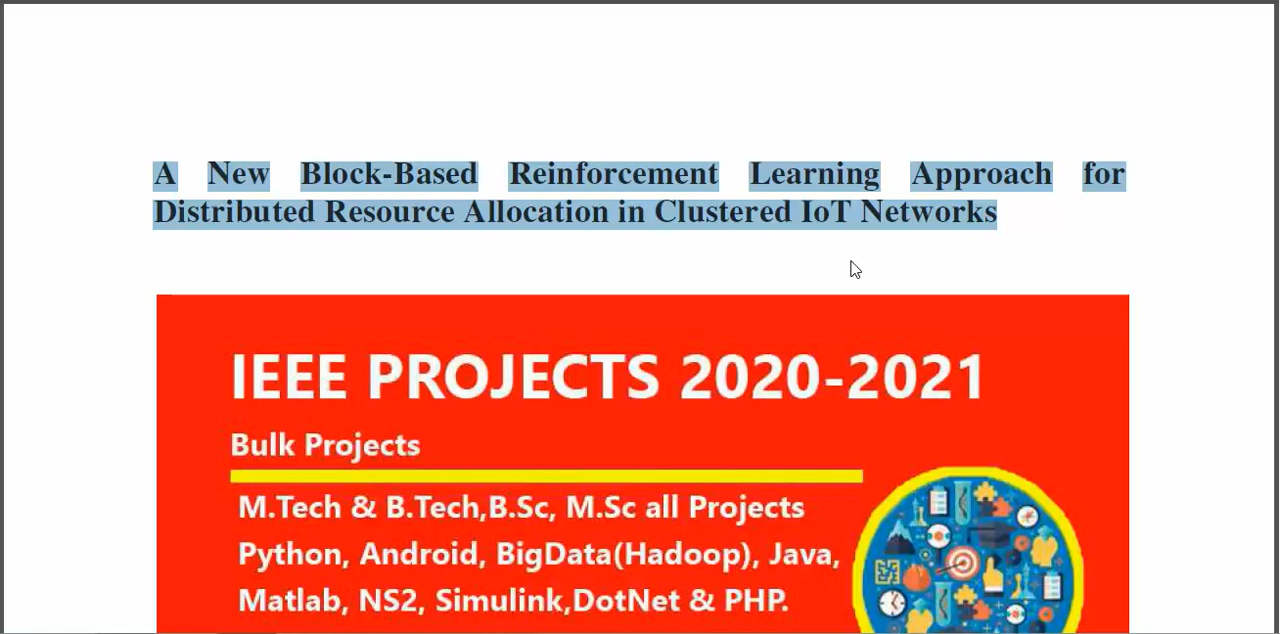 A New Block-Based Reinforcement Learning Approach for
Distributed Resource Allocation in Clustered IoT Networks
IEEE PROJECTS 2020-2021
Bulk Projects
M.Tech & B.Tech,B.Sc, M.Sc all Projects
Python, Android, BigData(Hadoop), Java,
Matlab, NS2, Simulink,DotNet & PHP.